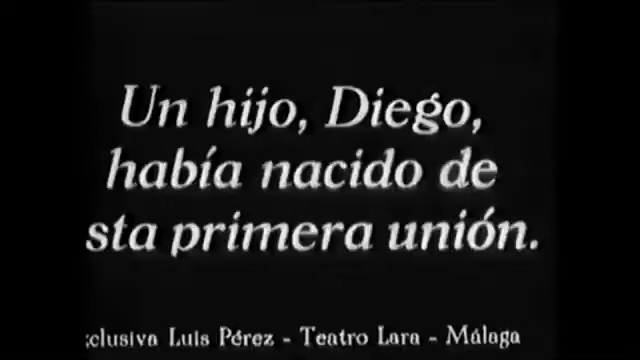 Un hijo, Diego,
había nacido de
sta primera unión.
xclusiva Luis Pérez - Teatro Lara - Málaga